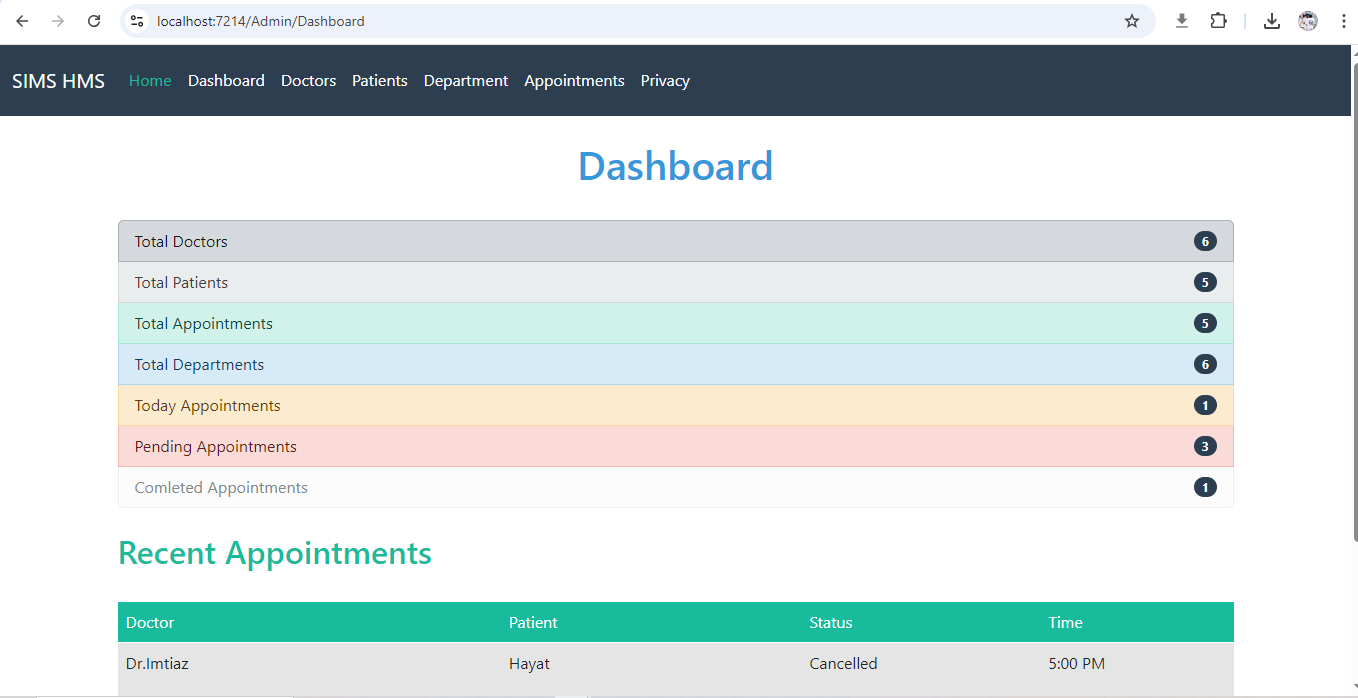 localhost:7214/Admin/Dashboard
SIMS HMS Home Dashboard Doctors Patients Department Appointments Privacy
Dashboard
Total Doctors 6
Total Patients 5
Total Appointments 5
Total Departments 6
Today Appointments 1
Pending Appointments 3
Comleted Appointments 1
Recent Appointments
Doctor Patient Status Time
Dr.Imtiaz Hayat Cancelled 5:00 PM